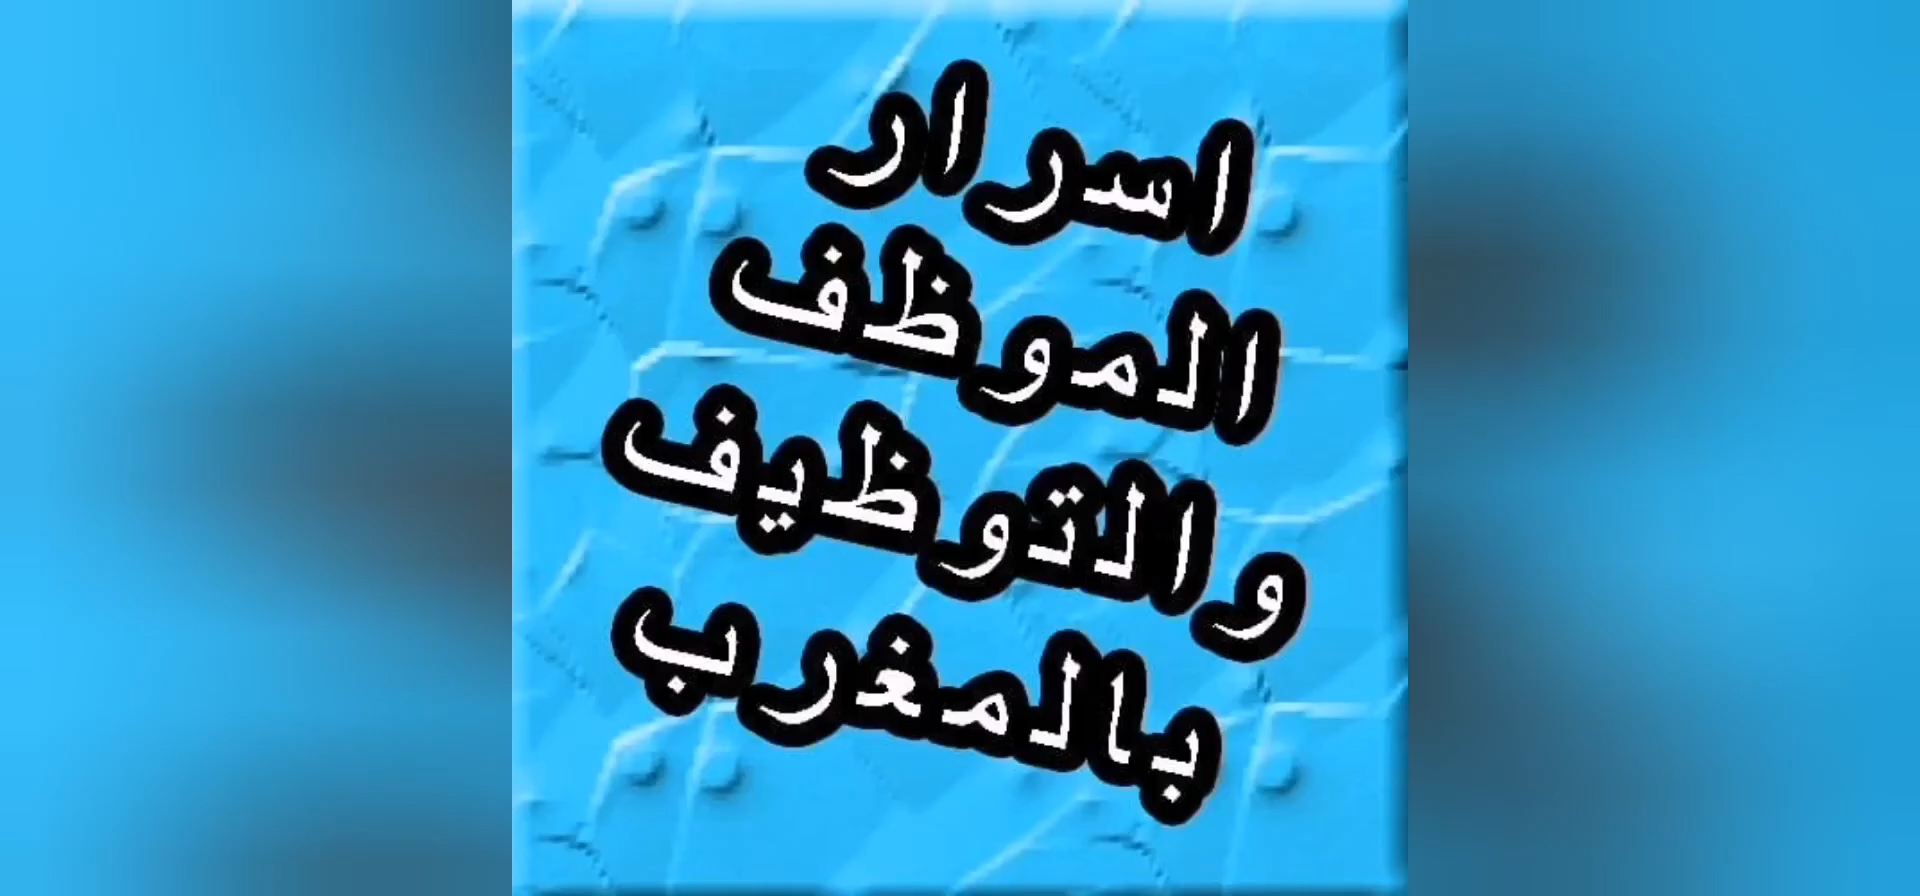 اسرار
الموظف
والتوظيف
بالمغرب